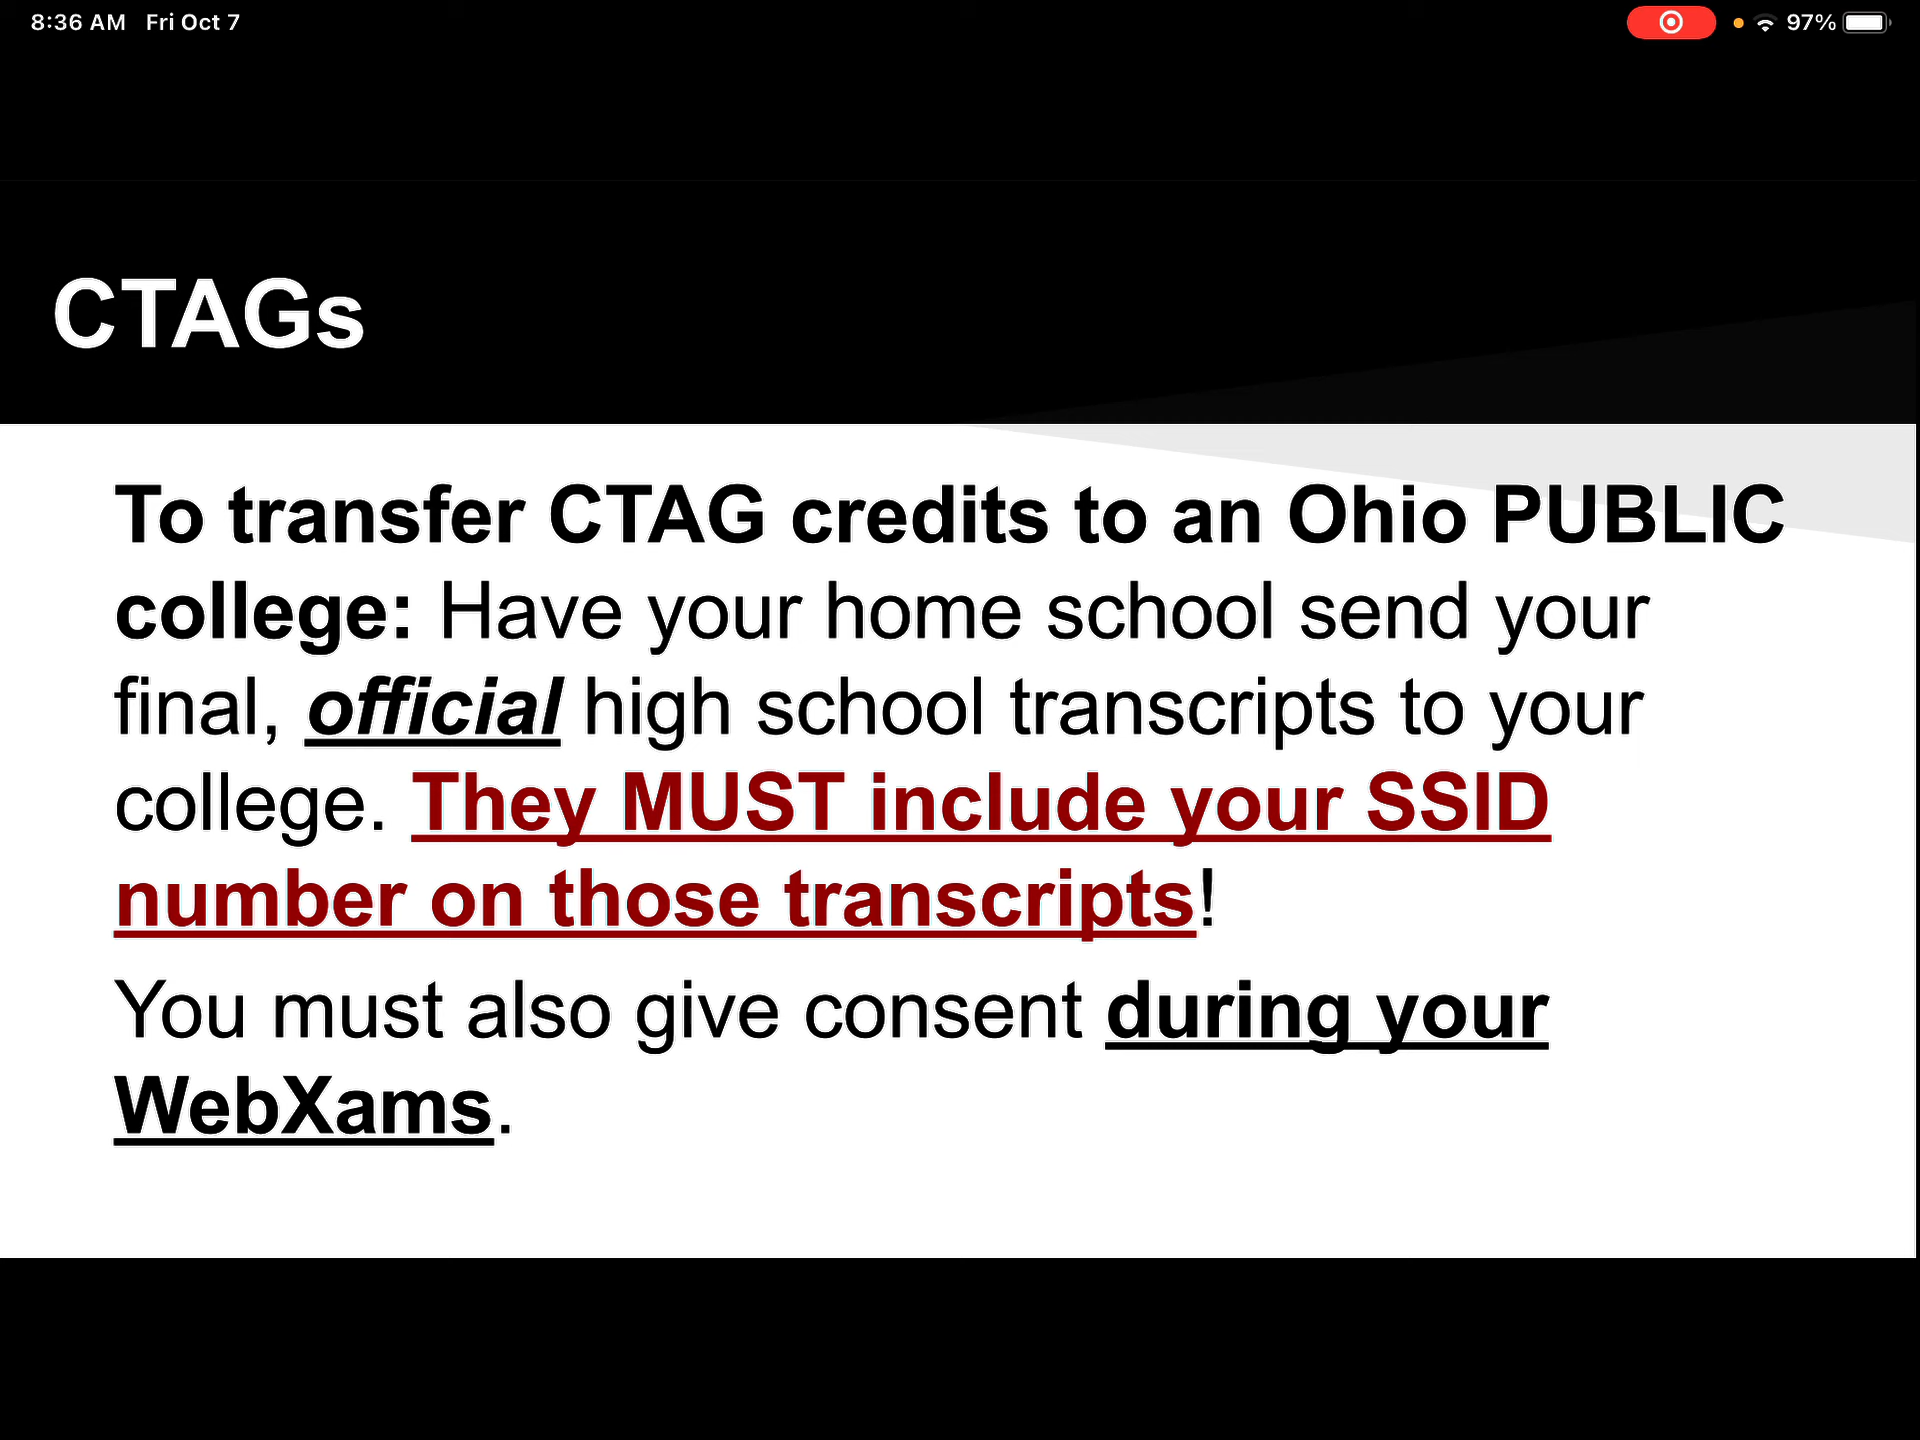 8:36 AM Fri Oct 7 97%
CTAGs
To transfer CTAG credits to an Ohio PUBLIC
college: Have your home school send your
final, official high school transcripts to your
college. They MUST include your SSID
number on those transcripts!
You must also give consent during your
WebXams.